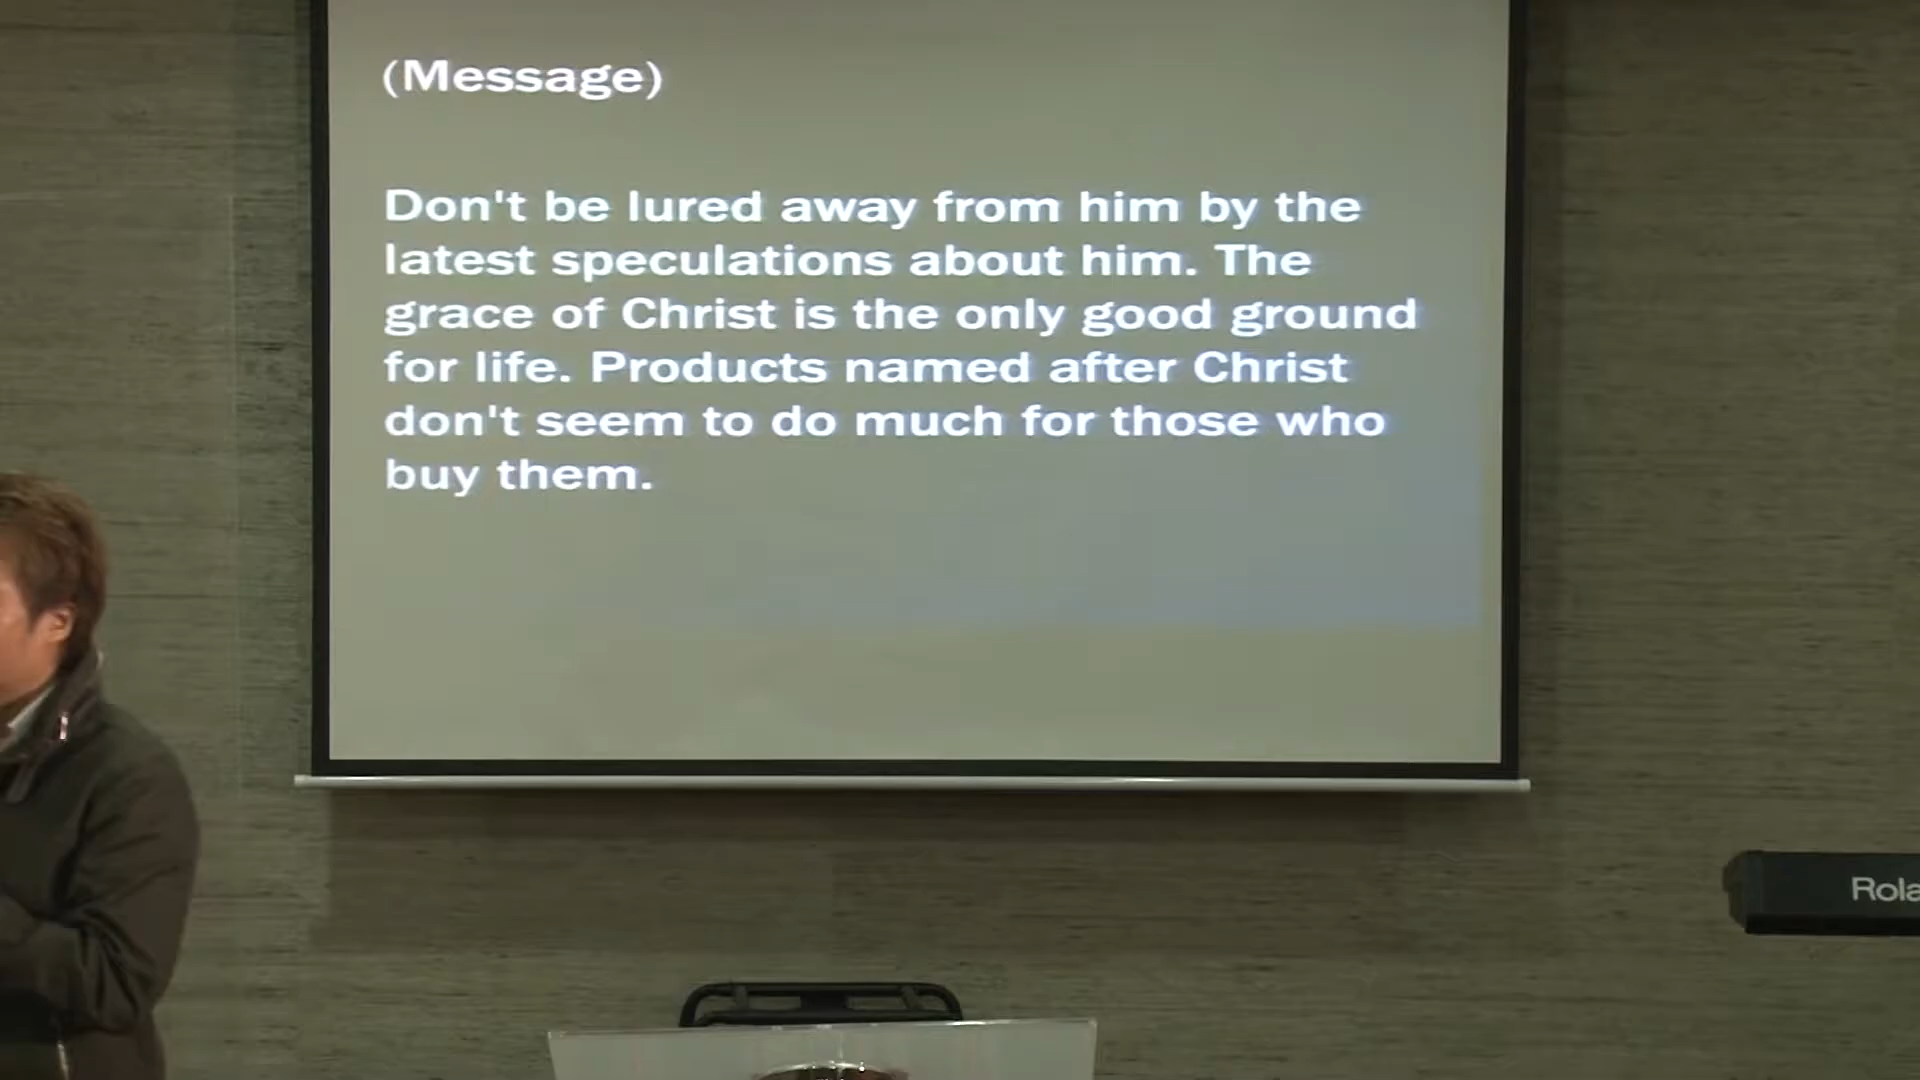 (Message)
Don't be lured away from him by the
latest speculations about him. The
grace of Christ is the only good ground
for life. Products named after Christ
don't seem to do much for those who
buy them.
Rola